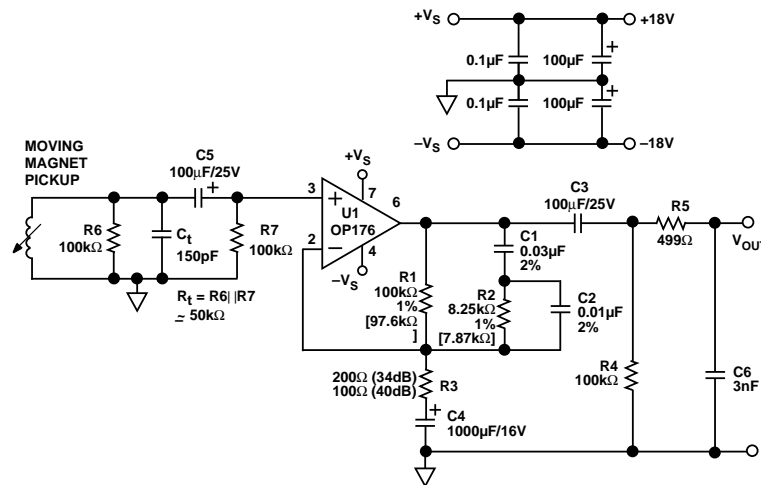 +VS
+18V
0.1µF
100µF
+
0.1µF
100µF
+
–VS
–18V
MOVING
MAGNET
PICKUP
C5
100µF/25V
+
R6
100kΩ
Ct
150pF
R7
100kΩ
Rt = R6||R7
≃ 50kΩ
+VS
3
+
7
6
U1
OP176
2
–
4
–VS
C3
100µF/25V
R5
499Ω
VOUT
C1
0.03µF
2%
R1
100kΩ
1%
[97.6kΩ
]
R2
8.25kΩ
1%
[7.87kΩ]
C2
0.01µF
2%
200Ω (34dB)
100Ω (40dB)
R3
+
C4
1000µF/16V
R4
100kΩ
C6
3nF